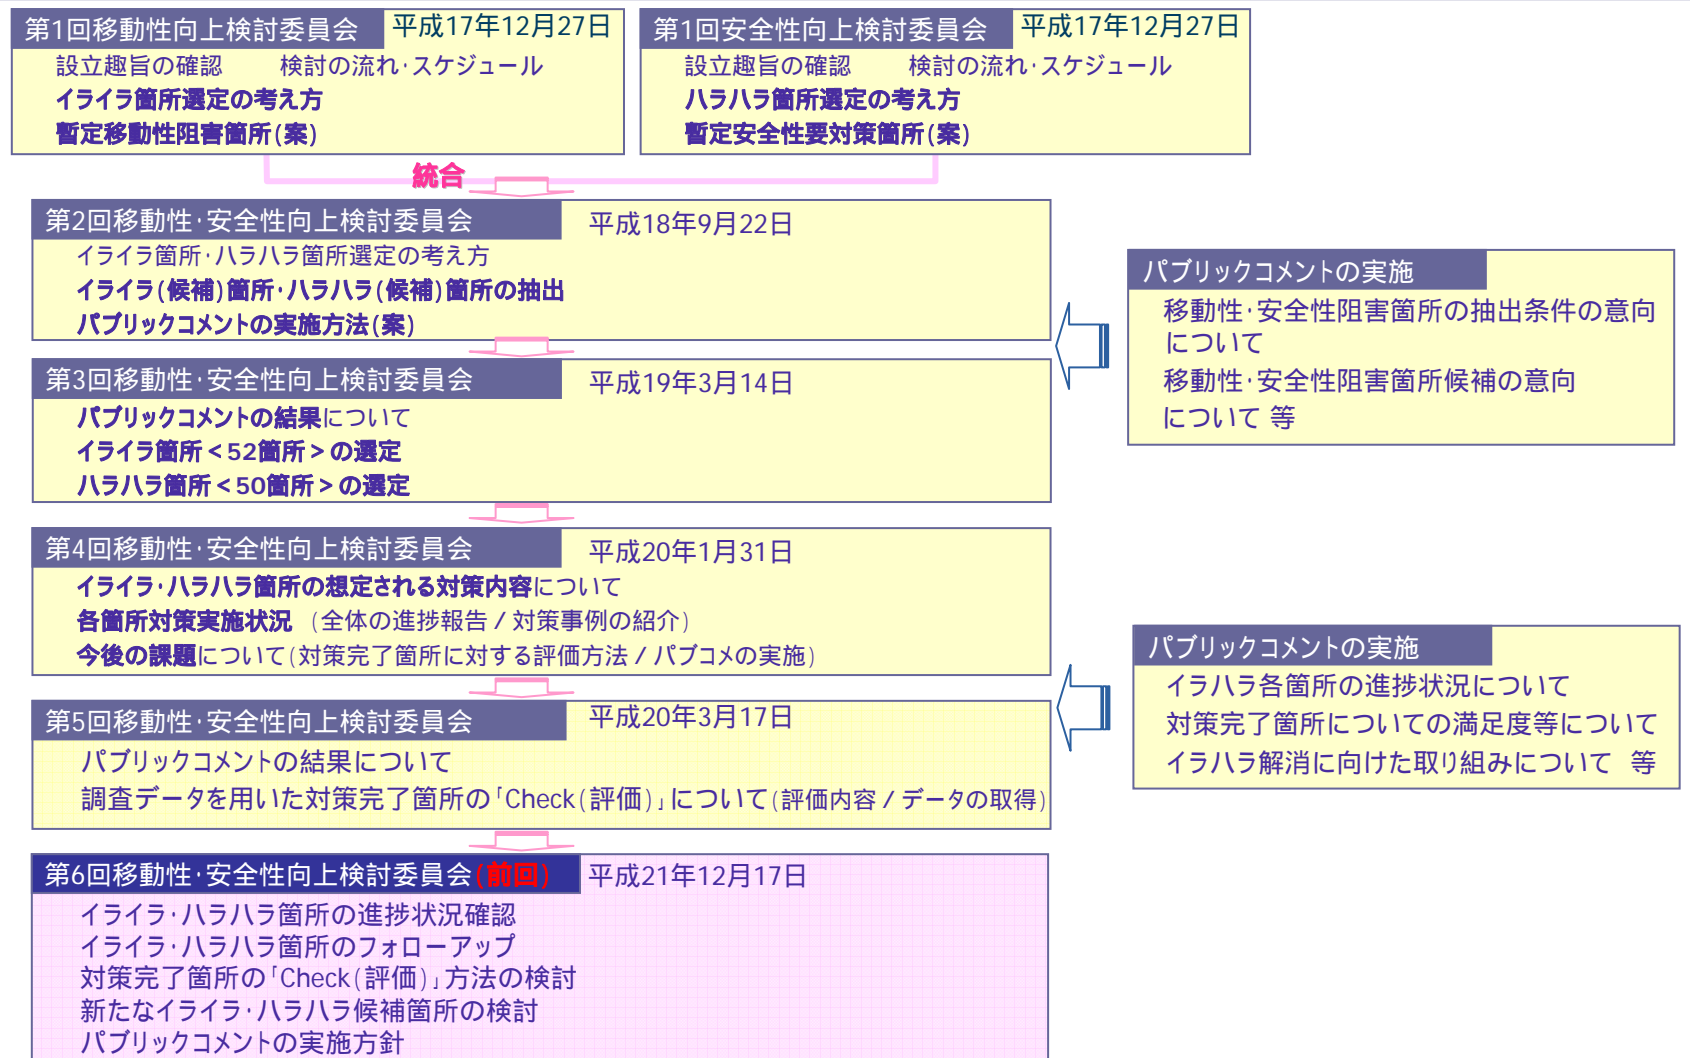 第1回移動性向上検討委員会 平成17年12月27日
設立趣旨の確認 検討の流れ･スケジュール
イライラ箇所選定の考え方
暫定移動性阻害箇所(案)
第1回安全性向上検討委員会 平成17年12月27日
設立趣旨の確認 検討の流れ･スケジュール
ハラハラ箇所選定の考え方
暫定安全性要対策箇所(案)
統合
第2回移動性･安全性向上検討委員会 平成18年9月22日
イライラ箇所･ハラハラ箇所選定の考え方
イライラ(候補)箇所･ハラハラ(候補)箇所の抽出
パブリックコメントの実施方法(案)
パブリックコメントの実施
移動性･安全性阻害箇所の抽出条件の意向
について
移動性･安全性阻害箇所候補の意向
について 等
第3回移動性･安全性向上検討委員会 平成19年3月14日
パブリックコメントの結果について
イライラ箇所<52箇所>の選定
ハラハラ箇所<50箇所>の選定
第4回移動性･安全性向上検討委員会 平成20年1月31日
イライラ･ハラハラ箇所の想定される対策内容について
各箇所対策実施状況 (全体の進捗報告/対策事例の紹介)
今後の課題について(対策完了箇所に対する評価方法/パブコメの実施)
パブリックコメントの実施
イラハラ各箇所の進捗状況について
対策完了箇所についての満足度等について
イラハラ解消に向けた取り組みについて 等
第5回移動性･安全性向上検討委員会 平成20年3月17日
パブリックコメントの結果について
調査データを用いた対策完了箇所の｢Check(評価)｣について(評価内容/データの取得)
第6回移動性･安全性向上検討委員会(前回) 平成21年12月17日
イライラ･ハラハラ箇所の進捗状況確認
イライラ･ハラハラ箇所のフォローアップ
対策完了箇所の｢Check(評価)｣方法の検討
新たなイライラ･ハラハラ候補箇所の検討
パブリックコメントの実施方針